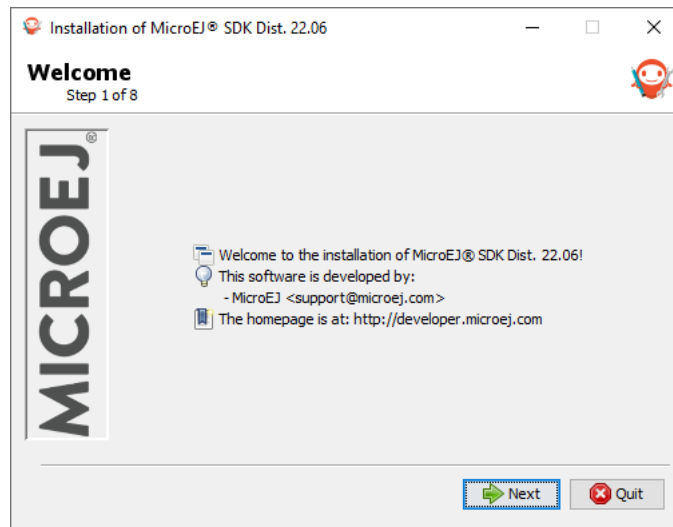 Installation of MicroEJ® SDK Dist. 22.06
Welcome
Step 1 of 8
MICROEJ®
Welcome to the installation of MicroEJ® SDK Dist. 22.06!
This software is developed by:
- MicroEJ <support@microej.com>
The homepage is at: http://developer.microej.com
Next
Quit